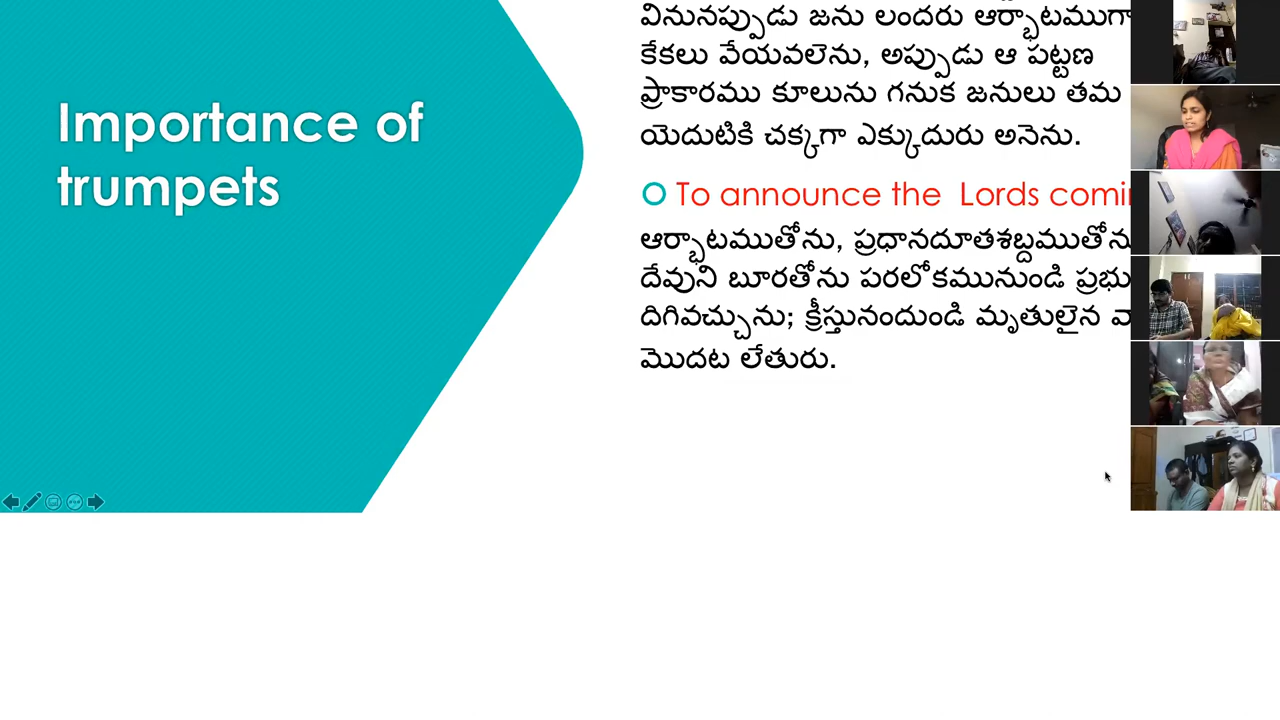 Importance of
trumpets
వినునప్పుడు జను లందరు ఆర్భాటముగా
కేకలు వేయవలెను, అప్పుడు ఆ పట్టణ
ప్రాకారము కూలును గనుక జనులు తమ
యెదుటికి చక్కగా ఎక్కుదురు అనెను.
To announce the Lords
ఆర్భాటముతోను, ప్రధానదూతశబ్దముతోను
దేవుని బూరతోను పరలోకమునుండి ప్రభు
దిగివచ్చును; క్రీస్తునందుండి మృతులైన
మొదట లేతురు.